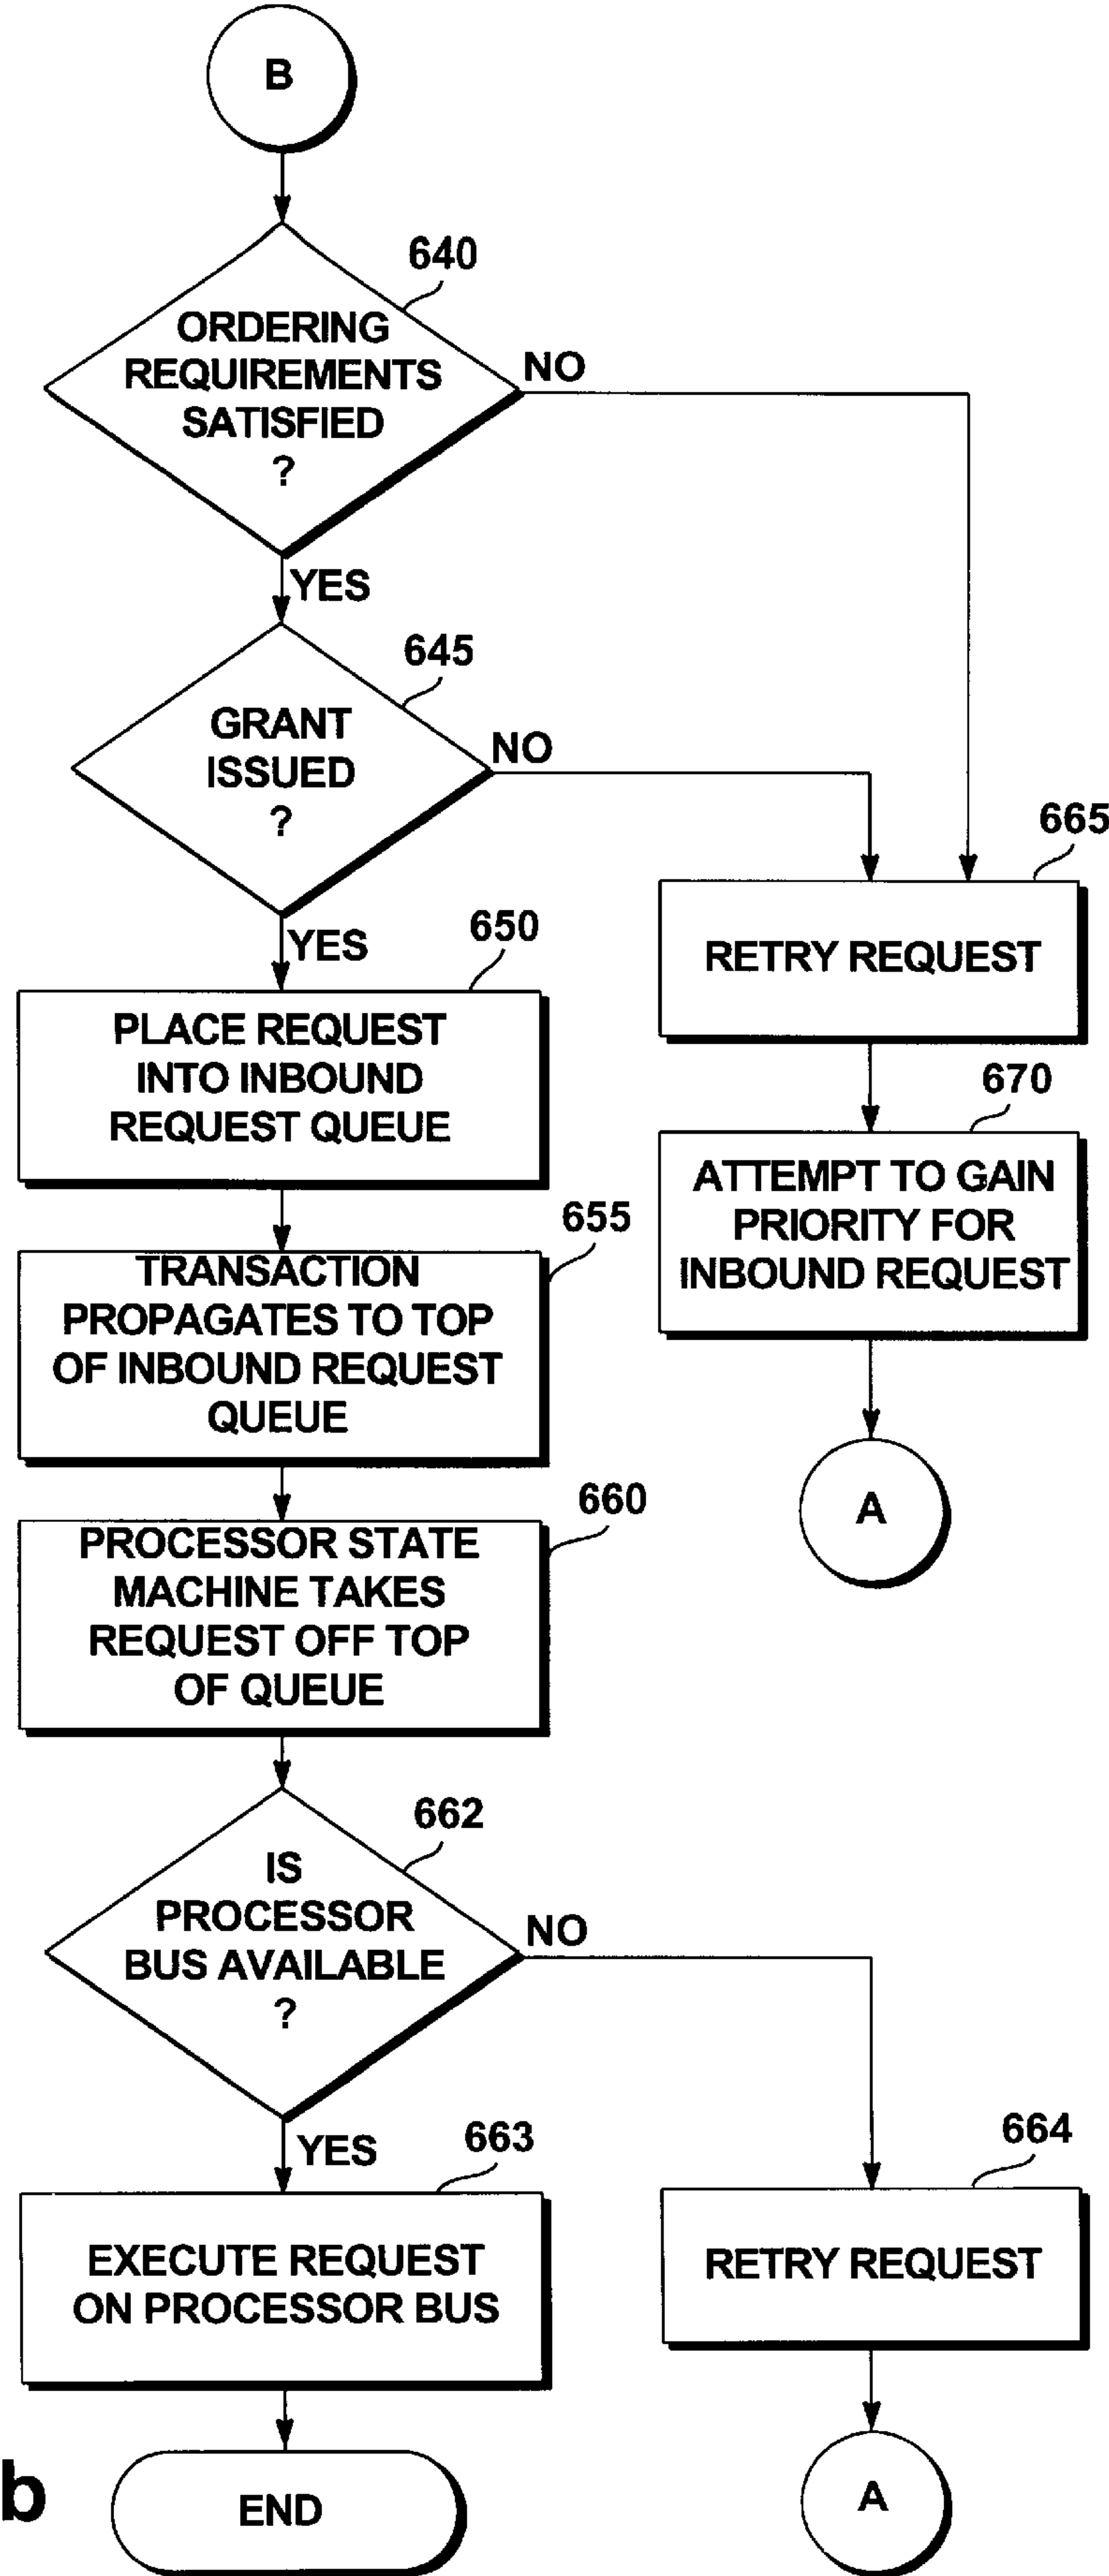 B
640
ORDERING
REQUIREMENTS
SATISFIED
?
NO
YES
645
GRANT
ISSUED
?
NO
YES
665
RETRY REQUEST
650
PLACE REQUEST
INTO INBOUND
REQUEST QUEUE
670
ATTEMPT TO GAIN
PRIORITY FOR
INBOUND REQUEST
655
TRANSACTION
PROPAGATES TO TOP
OF INBOUND REQUEST
QUEUE
A
660
PROCESSOR STATE
MACHINE TAKES
REQUEST OFF TOP
OF QUEUE
662
IS
PROCESSOR
BUS AVAILABLE
?
NO
YES
663
EXECUTE REQUEST
ON PROCESSOR BUS
664
RETRY REQUEST
b
END
A